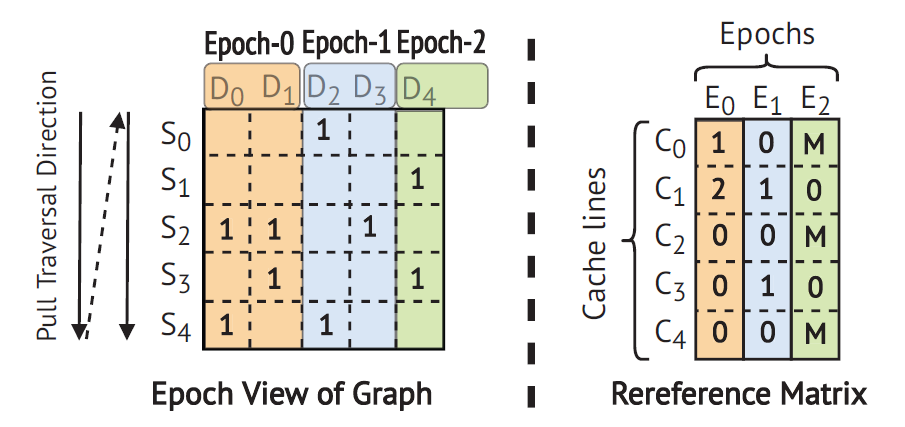 Epoch-0 Epoch-1 Epoch-2
D0 D1 D2 D3 D4
Pull Traversal Direction
S0 1
S1 1
S2 1 1 1
S3 1 1
S4 1 1
Epoch View of Graph
Epochs
E0 E1 E2
Cache lines
C0 1 0 M
C1 2 1 0
C2 0 0 M
C3 0 1 0
C4 0 0 M
Rereference Matrix